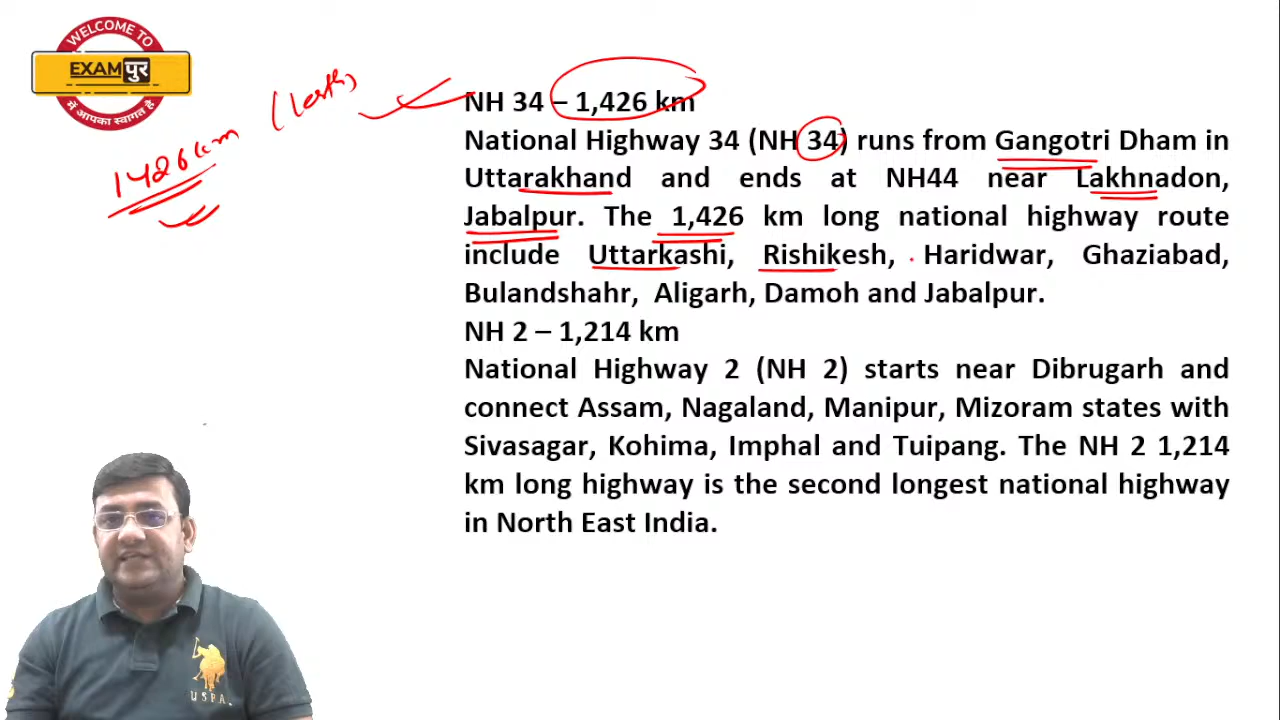 WELCOME TO
EXAM पुर
में आपका स्वागत है
1426 km
NH 34 – 1,426 km
National Highway 34 (NH 34) runs from Gangotri Dham in
Uttarakhand and ends at NH44 near Lakhnadon,
Jabalpur. The 1,426 km long national highway route
include Uttarkashi, Rishikesh, Haridwar, Ghaziabad,
Bulandshahr, Aligarh, Damoh and Jabalpur.
NH 2 – 1,214 km
National Highway 2 (NH 2) starts near Dibrugarh and
connect Assam, Nagaland, Manipur, Mizoram states with
Sivasagar, Kohima, Imphal and Tuipang. The NH 2 1,214
km long highway is the second longest national highway
in North East India.
USPA.